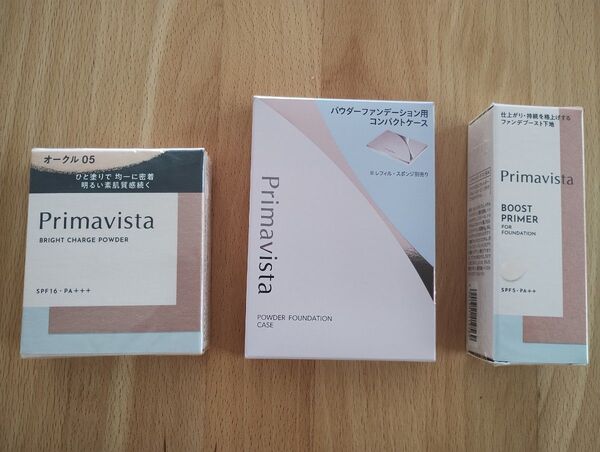 オークル 05
ひと塗りで 均一に密着
明るい素肌質感続く
Primavista
BRIGHT CHARGE POWDER
SPF16・PA+++
パウダーファンデーション用
コンパクトケース
※レフィル・スポンジ別売り
Primavista
POWDER FOUNDATION
CASE
仕上がり・持続を格上げする
ファンデブースト下地
Primavista
BOOST
PRIMER
FOR
FOUNDATION
SPF5・PA++